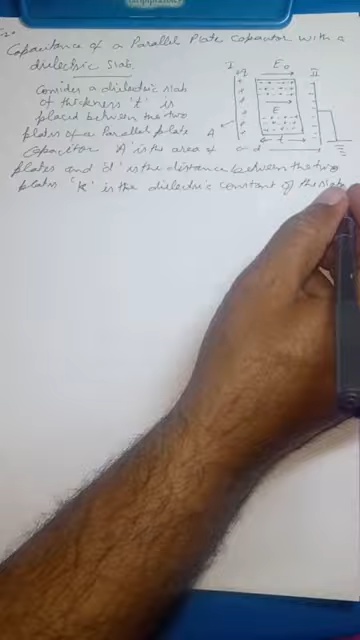 Capacitance of a Parallel Plate Capacitor with a
dielectric slab
Consider a dielectric slab
of thickness 't' is
placed between the two
plates of a Parallel plate
Capacitor 'A' is the area of
plates and 'd' is the distance between the two
plates 'K' is the dielectric constant of the slab
I
E₀
II
E
A
t
d